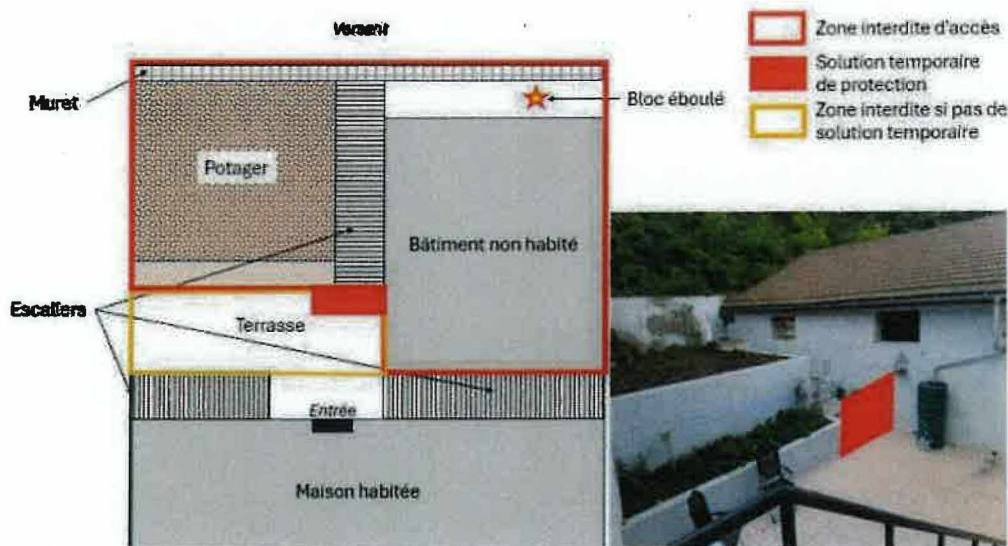 Versant
Zone interdite d'accès
Solution temporaire
de protection
Zone interdite si pas de
solution temporaire
Muret
Bloc éboulé
Potager
Bâtiment non habité
Escaliers
Terrasse
Entrée
Maison habitée